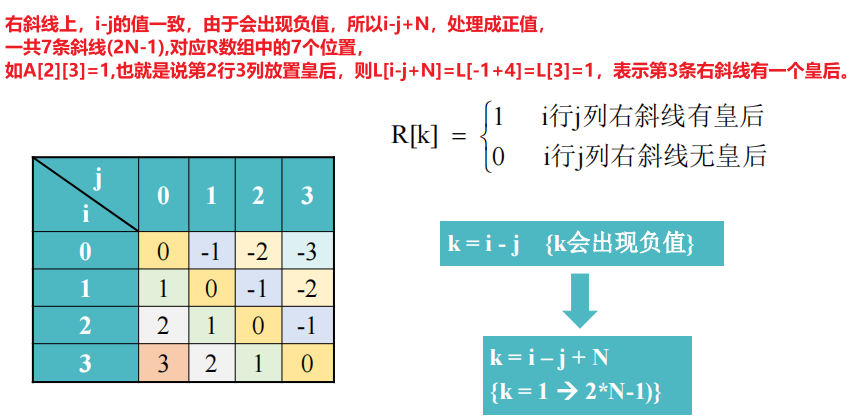 右斜线上，i-j的值一致，由于会出现负值，所以i-j+N，处理成正值，
一共7条斜线(2N-1),对应R数组中的7个位置，
如A[2][3]=1,也就是说第2行3列放置皇后，则L[i-j+N]=L[-1+4]=L[3]=1，表示第3条右斜线有一个皇后。
R[k] = {
1 i行j列右斜线有皇后
0 i行j列右斜线无皇后
j
i
0 1 2 3
0 0 -1 -2 -3
1 1 0 -1 -2
2 2 1 0 -1
3 3 2 1 0
k = i - j {k会出现负值}
k = i – j + N
{k = 1 → 2*N-1)}